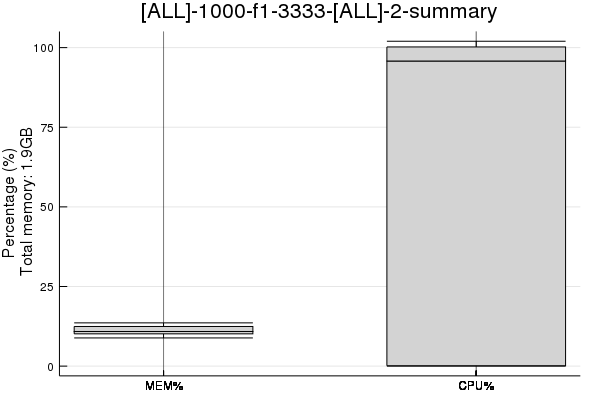 [ALL]-1000-f1-3333-[ALL]-2-summary
Percentage (%)
Total memory: 1.9GB
100
75
50
25
0
MEM%
CPU%